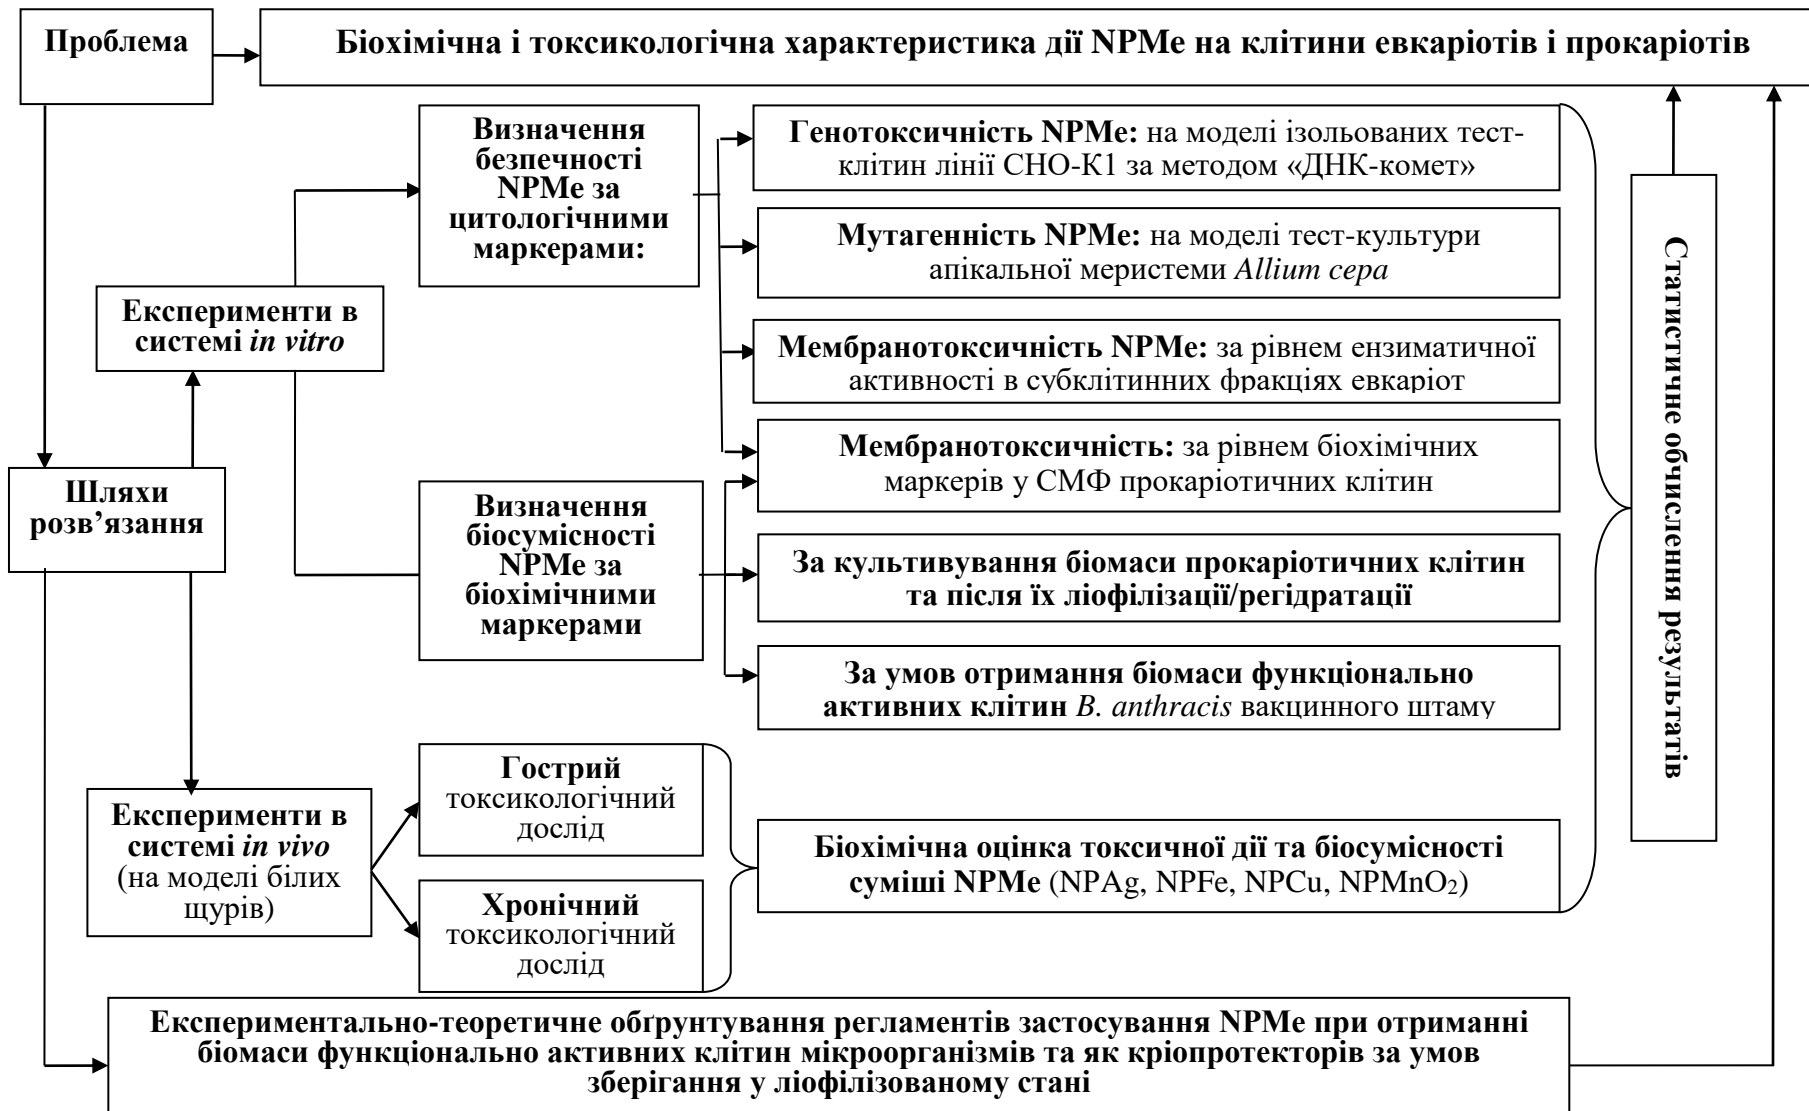 Проблема
Біохімічна і токсикологічна характеристика дії NPMe на клітини евкаріотів і прокаріотів
Визначення
безпечності
NPMe за
цитологічними
маркерами:
Генотоксичність NPMe: на моделі ізольованих тест-
клітин лінії СНО-К1 за методом «ДНК-комет»
Мутагенність NPMe: на моделі тест-культури
апікальної меристеми Allium cepa
Експерименти в
системі in vitro
Мембранотоксичність NPMe: за рівнем ензиматичної
активності в субклітинних фракціях евкаріот
Мембранотоксичність: за рівнем біохімічних
маркерів у СМФ прокаріотичних клітин
Шляхи
розв’язання
Визначення
біосумісності
NPMe за
біохімічними
маркерами
За культивування біомаси прокаріотичних клітин
та після їх ліофілізації/регідратації
За умов отримання біомаси функціонально
активних клітин B. anthracis вакцинного штаму
Статистичне обчислення результатів
Експерименти в
системі in vivo
(на моделі білих
щурів)
Гострий
токсикологічний
дослід
Хронічний
токсикологічний
дослід
Біохімічна оцінка токсичної дії та біосумісності
суміші NPMe (NPAg, NPFe, NPCu, NPMnO₂)
Експериментально-теоретичне обґрунтування регламентів застосування NPMe при отриманні
біомаси функціонально активних клітин мікроорганізмів та як кріопротекторів за умов
зберігання у ліофілізованому стані